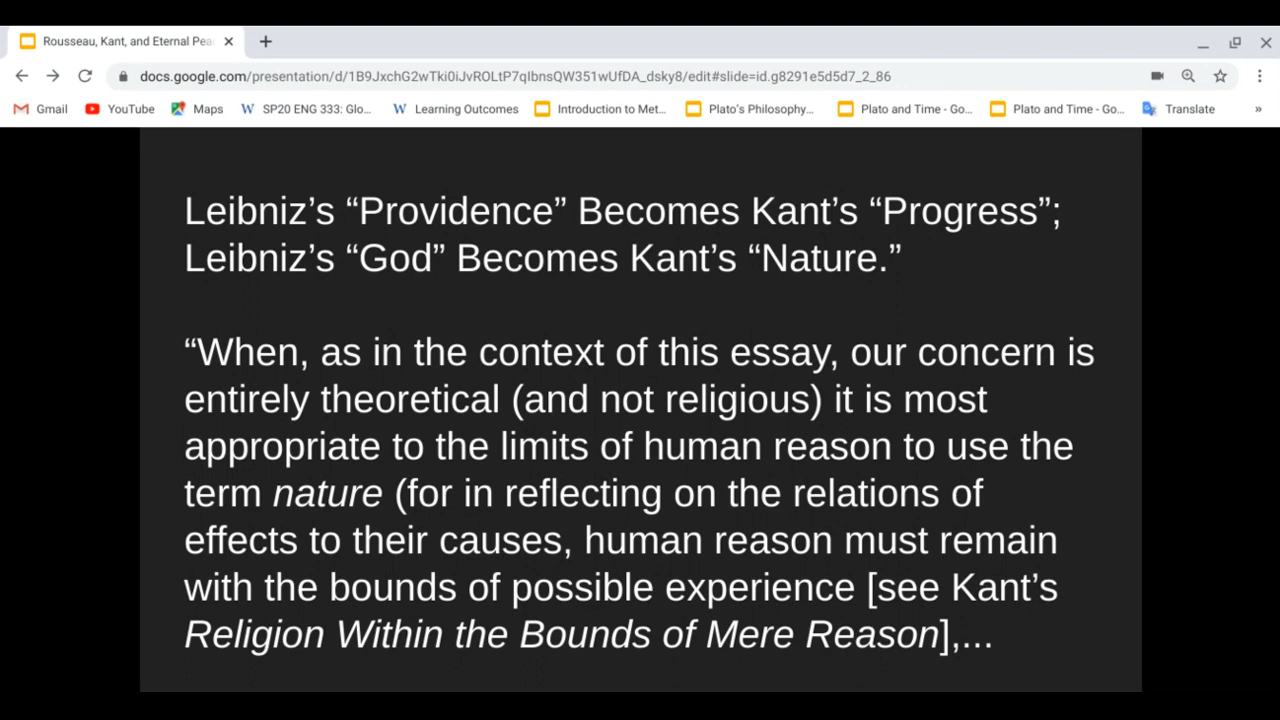 Rousseau, Kant, and Eternal Pea
docs.google.com/presentation/d/1B9JxchG2wTki0iJvROLtP7qIbnsQW351wUfDA_dsky8/edit#slide=id.g8291e5d5d7_2_86
Gmail YouTube Maps SP20 ENG 333: Glo... Learning Outcomes Introduction to Met... Plato's Philosophy... Plato and Time - Go... Plato and Time - Go... Translate »
Leibniz’s “Providence” Becomes Kant’s “Progress”;
Leibniz’s “God” Becomes Kant’s “Nature.”
“When, as in the context of this essay, our concern is
entirely theoretical (and not religious) it is most
appropriate to the limits of human reason to use the
term nature (for in reflecting on the relations of
effects to their causes, human reason must remain
with the bounds of possible experience [see Kant’s
Religion Within the Bounds of Mere Reason],...